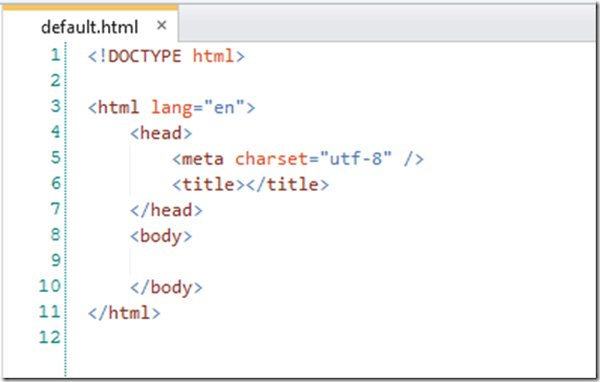 default.html ×
1 <!DOCTYPE html>
2
3 <html lang="en">
4     <head>
5         <meta charset="utf-8" />
6         <title></title>
7     </head>
8     <body>
9
10     </body>
11 </html>
12